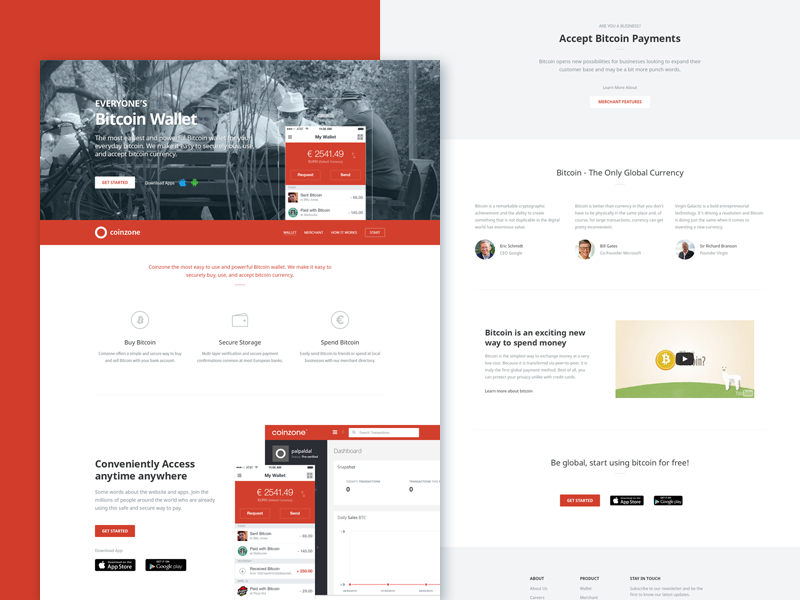 EVERYONE'S
Bitcoin Wallet
The most easiest and powerful Bitcoin wallet for your
everyday bitcoin. We make it easy to securely buy, use,
and accept bitcoin currency.
GET STARTED
Download Apps
My Wallet
€ 2541.49
Request
Send
Sent Bitcoin
- 56.00
Paid with Bitcoin
- 146.00
coinzone
WALLET
MERCHANT
HOW IT WORKS
START
Coinzone the most easy to use and powerful Bitcoin wallet. We make it easy to
securely buy, use, and accept bitcoin currency.
Buy Bitcoin
Coinzone offers a simple and secure way to buy
and sell Bitcoin with your bank account.
Secure Storage
Multi layer verification and secure payment
confirmations common at most European banks.
Spend Bitcoin
Easily send Bitcoin to friends or spend at local
businesses with our merchant directory.
Conveniently Access
anytime anywhere
Some words about the website and apps. Join the
millions of people around the world who are already
using this safe and secure way to pay.
GET STARTED
Download App
App Store
Google play
coinzone
Search Transactions
palpaldal
Dashboard
Snapshot
0
0
Daily Sales BTC
My Wallet
€ 2541.49
Request
Send
Sent Bitcoin
Paid with Bitcoin
- 146.00
Received Bitcoin
+ 250.00
Paid with Bitcoin
- 29.00
ARE YOU A BUSINESS?
Accept Bitcoin Payments
Bitcoin opens new possibilities for businesses looking to expand their
customer base and may be a bit more punch words.
Learn More About
MERCHANT FEATURES
Bitcoin - The Only Global Currency
Bitcoin is a remarkable cryptographic
achievement and the ability to create
something that is not duplicable in the digital
world has enormous value.
Eric Schmidt
CEO Google
Bitcoin is better than currency in that you don't
have to be physically in the same place and, of
course, for large transactions, currency can get
pretty inconvenient.
Bill Gates
Co-Founder Microsoft
Virgin Galactic is a bold entrepreneurial
technology. It's driving a revolution and Bitcoin
is doing just the same when it comes to
inventing a new currency.
Sir Richard Branson
Founder Virgin
Bitcoin is an exciting new
way to spend money
Bitcoin is the simplest way to exchange money at a very
low cost. Because it is transmitted via peer-to-peer, it is
truly the first global payment method. Best of all, you
can protect your privacy unlike with credit cards.
Learn more about bitcoin
Be global, start using bitcoin for free!
GET STARTED
App Store
Google play
ABOUT
About Us
Careers
PRODUCT
Wallet
Merchant
STAY IN TOUCH
Subscribe to our newsletter and be the
first to know our latest updates.